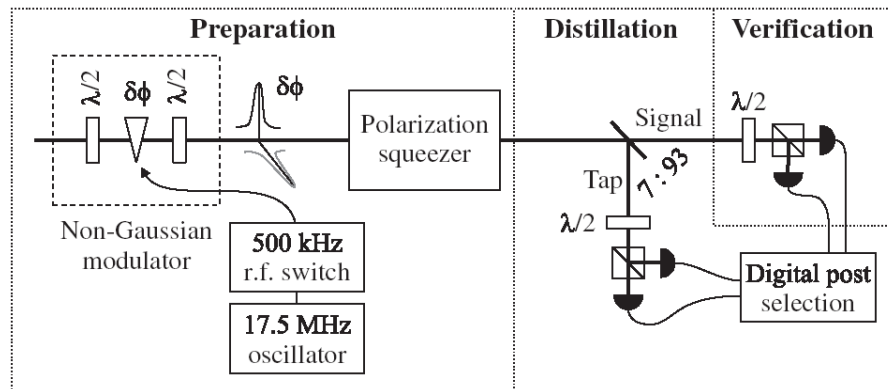 Preparation
Distillation
Verification
λ/2
δϕ
λ/2
δϕ
Polarization
squeezer
Signal
Tap
7 : 93
λ/2
λ/2
Non-Gaussian
modulator
500 kHz
r.f. switch
17.5 MHz
oscillator
Digital post
selection